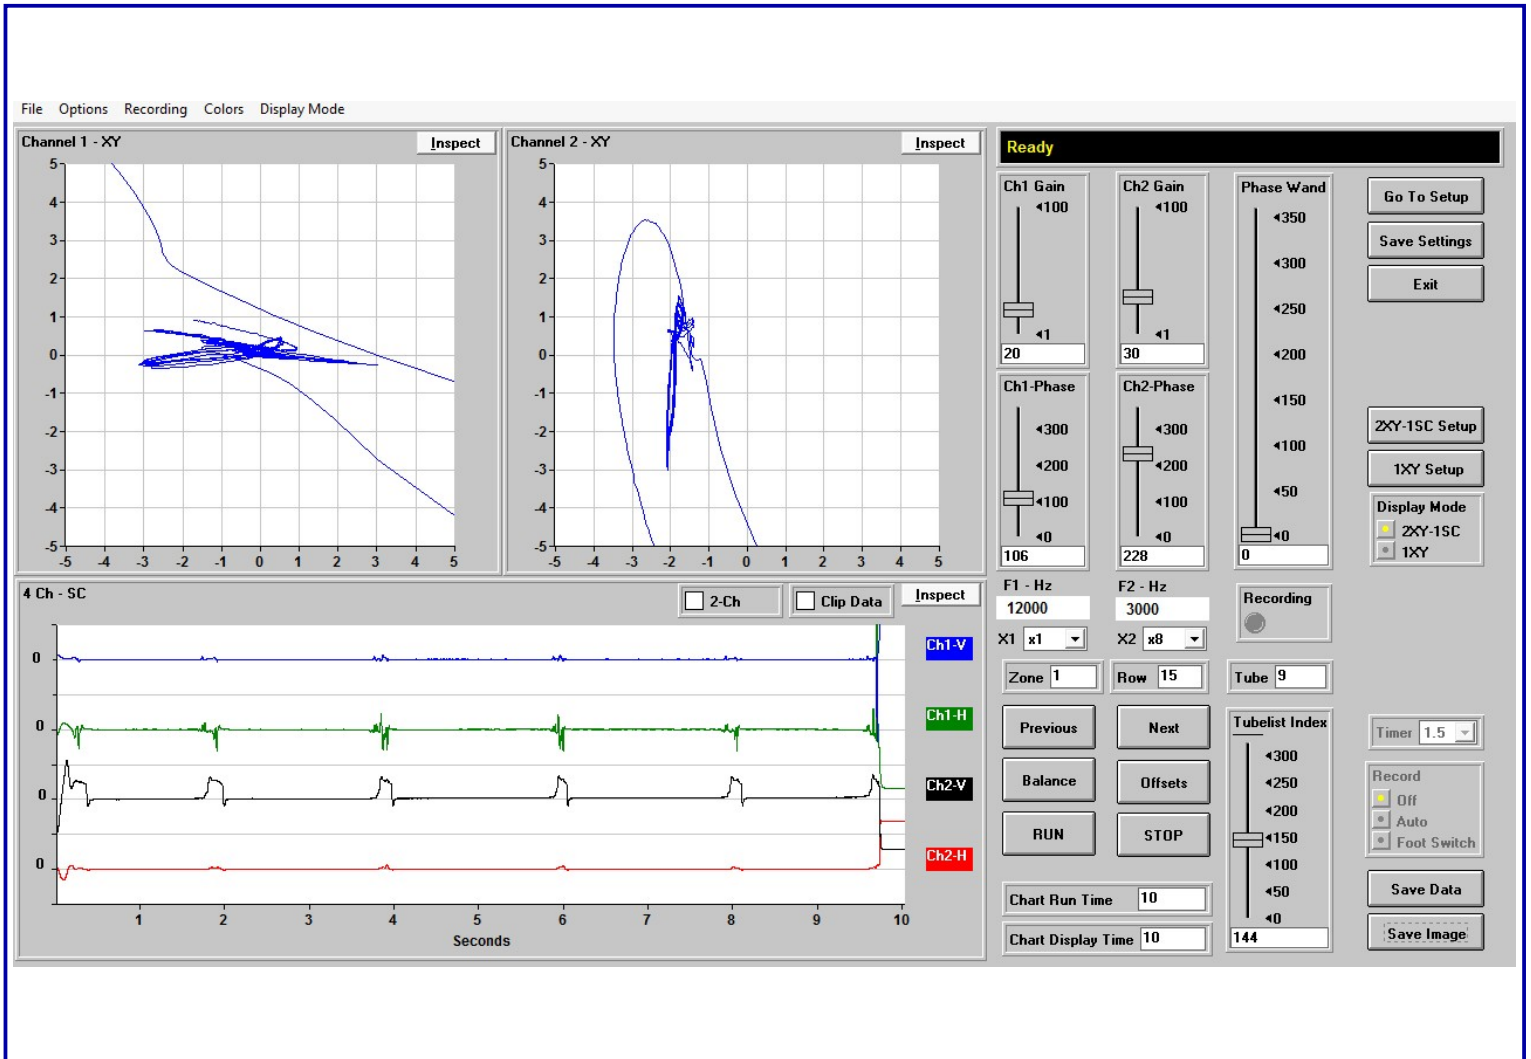 File Options Recording Colors Display Mode
Channel 1 - XY
Inspect
5
4
3
2
1
0
-1
-2
-3
-4
-5
-5 -4 -3 -2 -1 0 1 2 3 4 5
Channel 2 - XY
Inspect
5
4
3
2
1
0
-1
-2
-3
-4
-5
-5 -4 -3 -2 -1 0 1 2 3 4 5
Ready
Ch1 Gain
100
1
20
Ch2 Gain
100
1
30
Phase Wand
350
300
250
200
150
100
50
0
0
Go To Setup
Save Settings
Exit
Ch1-Phase
300
200
100
0
106
Ch2-Phase
300
200
100
0
228
2XY-1SC Setup
1XY Setup
Display Mode
2XY-1SC
1XY
4 Ch - SC
2-Ch
Clip Data
Inspect
0
0
0
0
Ch1-V
Ch1-H
Ch2-V
Ch2-H
1 2 3 4 5 6 7 8 9 10
Seconds
F1 - Hz
12000
F2 - Hz
3000
Recording
X1 x1
X2 x8
Zone 1
Row 15
Tube 9
Previous
Next
Balance
Offsets
RUN
STOP
Tubelist Index
300
250
200
150
100
50
0
144
Timer 1.5
Record
Off
Auto
Foot Switch
Chart Run Time 10
Chart Display Time 10
Save Data
Save Image